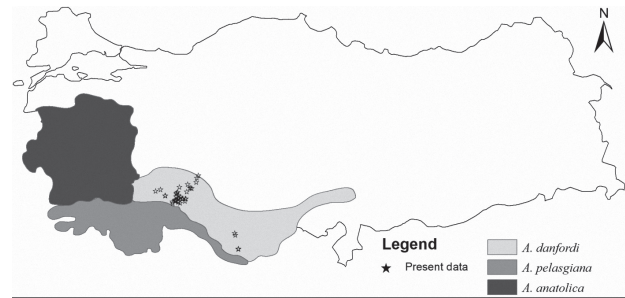 N
Legend
★ Present data
A. danfordi
A. pelasgiana
A. anatolica